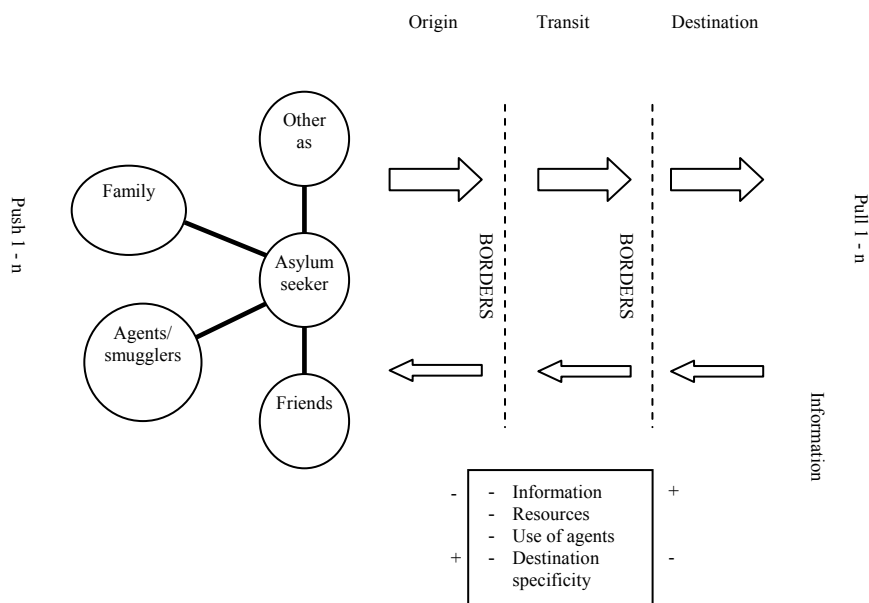 Origin
Transit
Destination
Push 1 - n
Other
as
Family
Asylum
seeker
Agents/
smugglers
Friends
BORDERS
BORDERS
Pull 1 - n
Information
-
- Information
- Resources
- Use of agents
- Destination
specificity
+
+
-